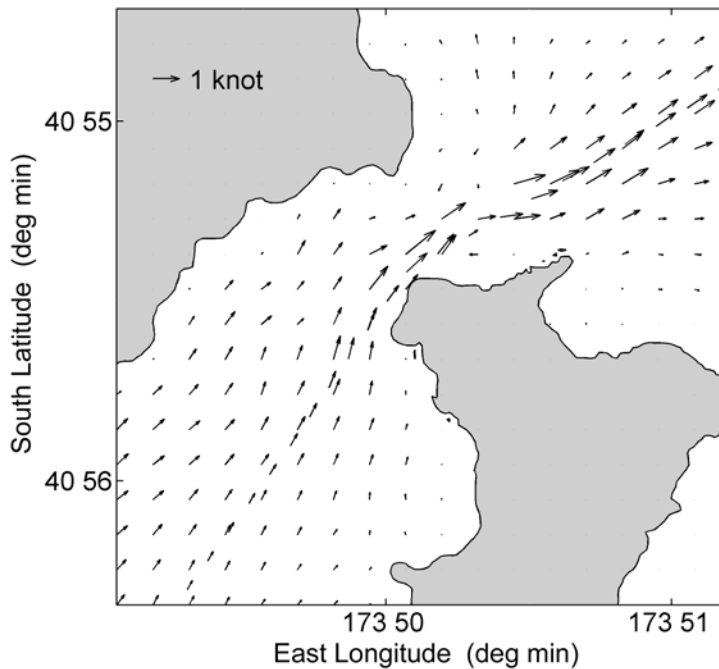 1 knot
40 55
South Latitude (deg min)
40 56
173 50
173 51
East Longitude (deg min)